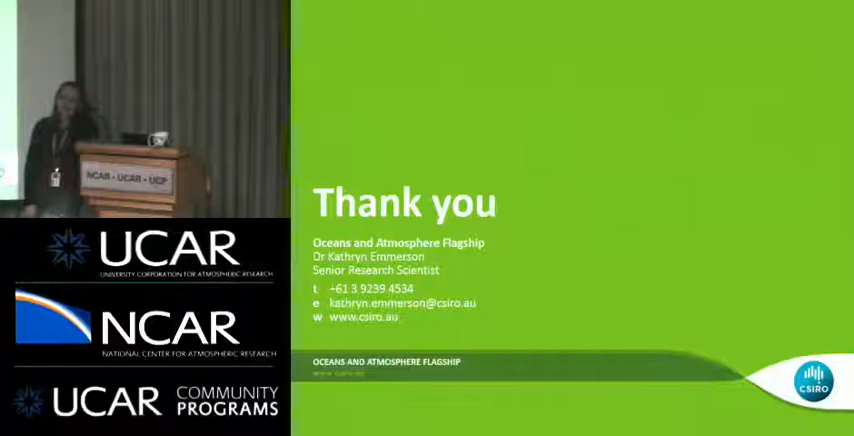 NCAR • UCAR • UCP
UCAR
UNIVERSITY CORPORATION FOR ATMOSPHERIC RESEARCH
NCAR
NATIONAL CENTER FOR ATMOSPHERIC RESEARCH
UCAR COMMUNITY PROGRAMS
Thank you
Oceans and Atmosphere Flagship
Dr Kathryn Emmerson
Senior Research Scientist
t +61 3 9239 4534
e kathryn.emmerson@csiro.au
w www.csiro.au
OCEANS AND ATMOSPHERE FLAGSHIP
CSIRO